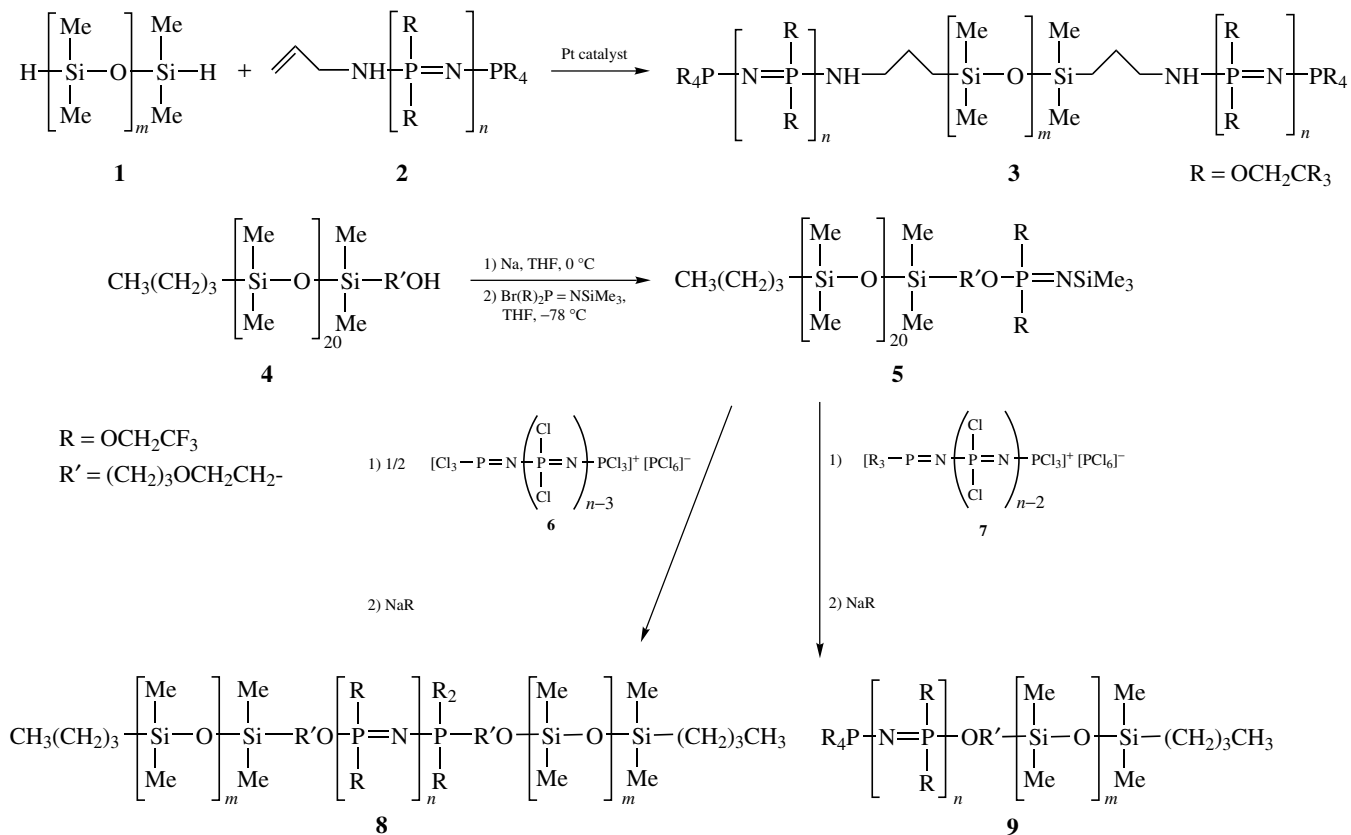 Me Me
H Si O Si H
Me Me
m
+
NH P=N PR4
R
R
n
Pt catalyst
R4P N=P NH
R
R
n
Me Me
Si O Si
Me Me
m
NH P=N PR4
R
R
n
1
2
3
R = OCH2CR3
Me Me
CH3(CH2)3 Si O Si R′OH
Me Me
20
4
1) Na, THF, 0 °C
2) Br(R)2P = NSiMe3,
THF, –78 °C
Me Me R
CH3(CH2)3 Si O Si R′O P=NSiMe3
Me Me R
20
5
R = OCH2CF3
R′ = (CH2)3OCH2CH2-
1) 1/2
[Cl3 P=N P=N PCl3]+ [PCl6]–
Cl
Cl
n–3
6
1)
[R3 P=N P=N PCl3]+ [PCl6]–
Cl
Cl
n–2
7
2) NaR
2) NaR
Me Me R R2 Me Me
CH3(CH2)3 Si O Si R′O P=N P R′O Si O Si (CH2)3CH3
Me Me R R Me Me
m n m
8
R Me Me
R4P N=P OR′ Si O Si (CH2)3CH3
R Me Me
n m
9